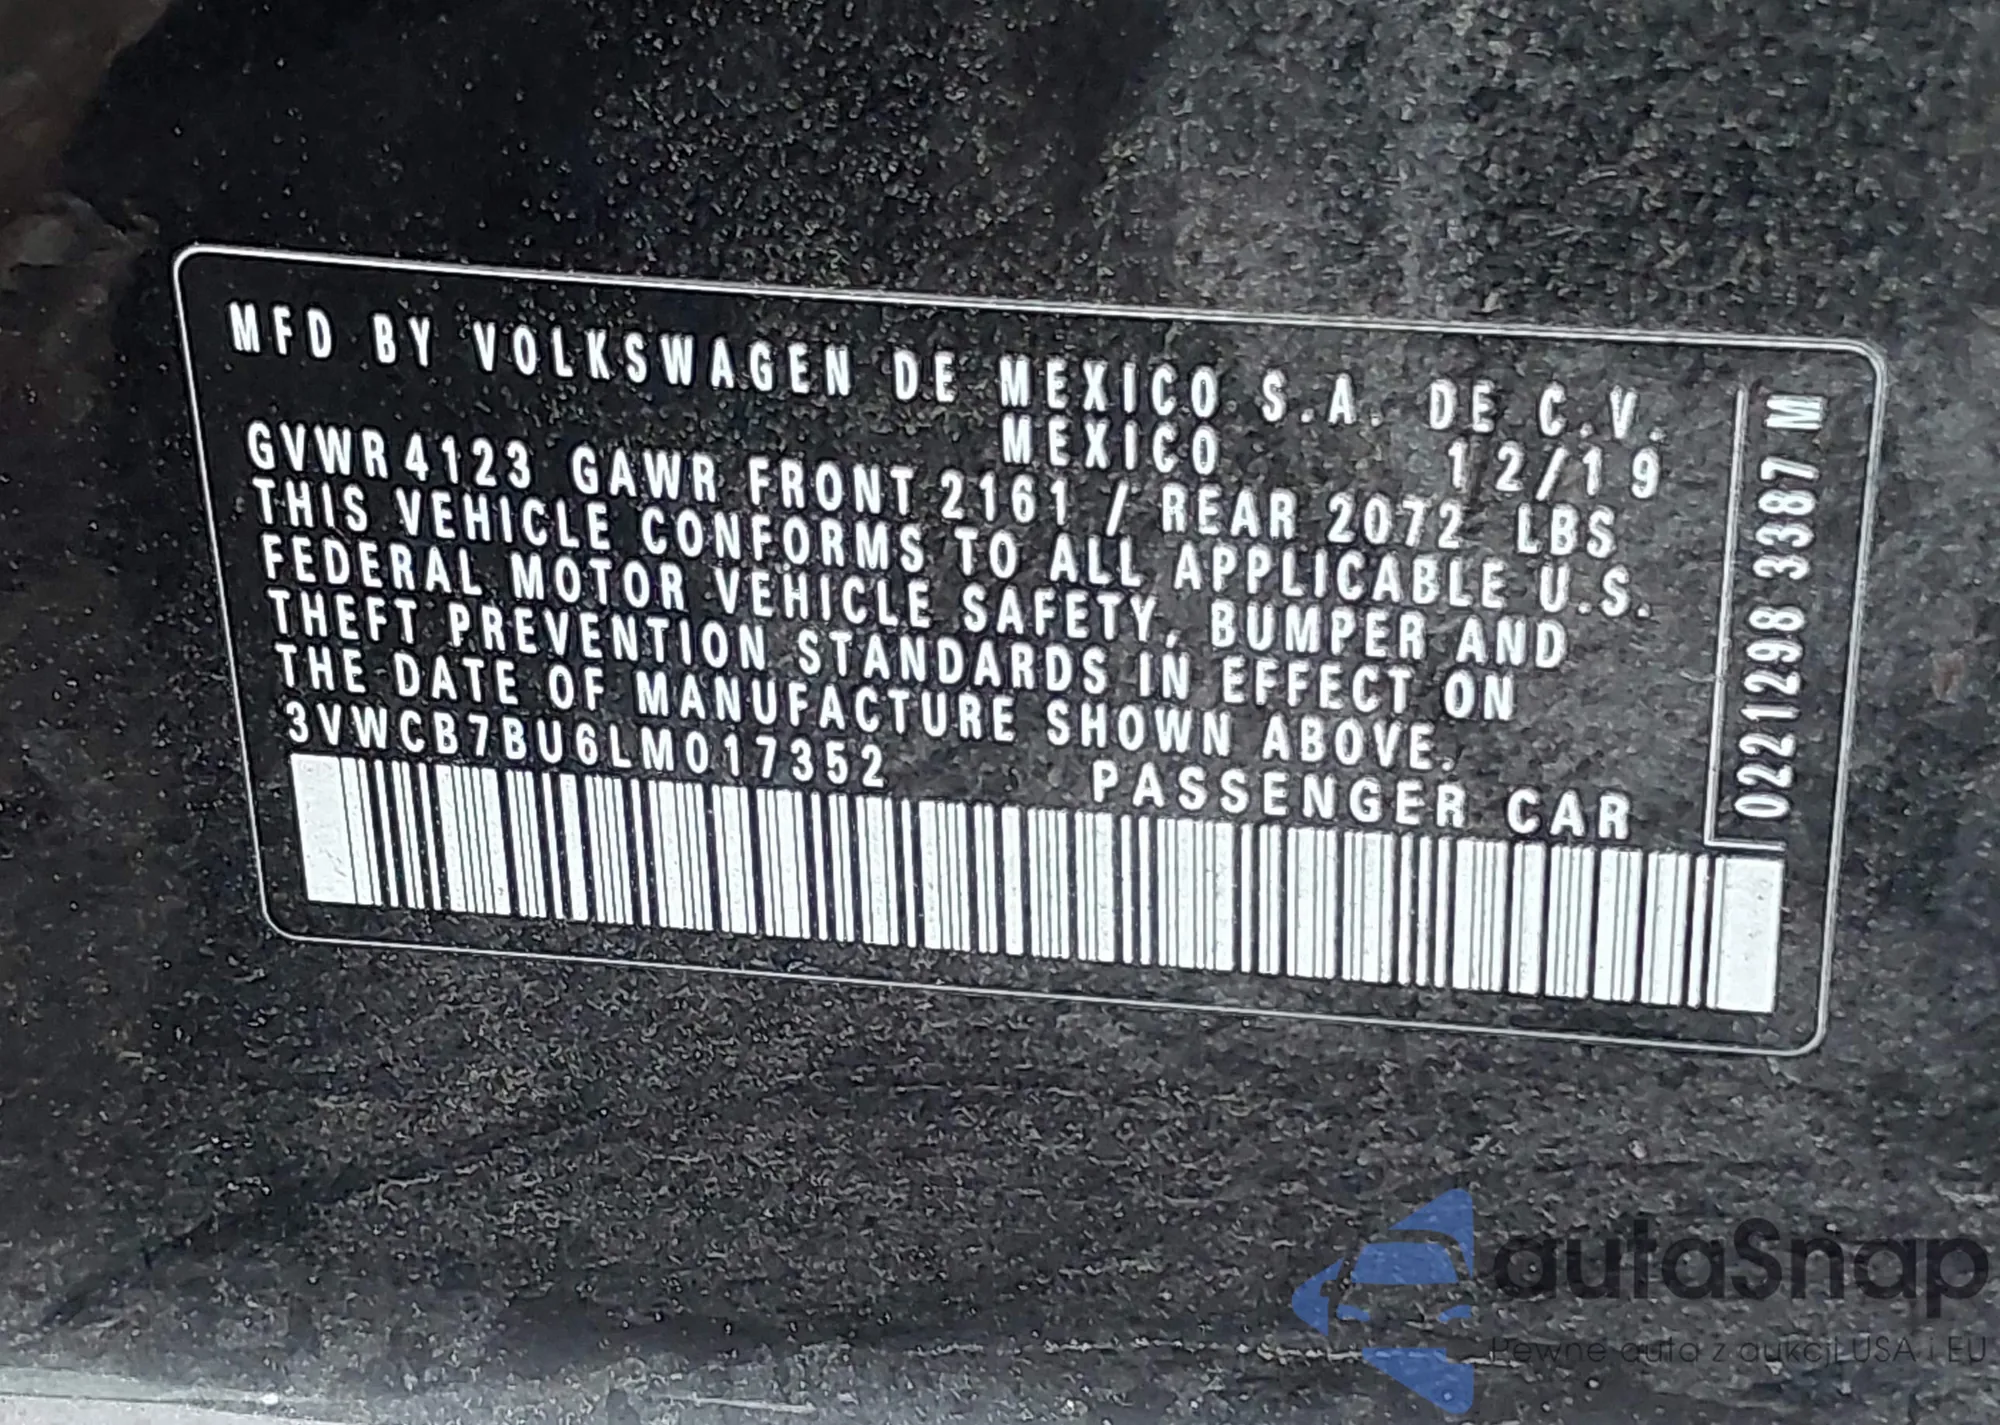 MFD BY VOLKSWAGEN DE MEXICO S.A. DE C.V.
MEXICO 12/19
GVWR 4123 GAWR FRONT 2161 / REAR 2072 LBS
THIS VEHICLE CONFORMS TO ALL APPLICABLE U.S.
FEDERAL MOTOR VEHICLE SAFETY, BUMPER AND
THEFT PREVENTION STANDARDS IN EFFECT ON
THE DATE OF MANUFACTURE SHOWN ABOVE.
3VWCB7BU6LM017352 PASSENGER CAR
0221298 3387 M
autaSnap
Pewne auta z aukcji USA i EU